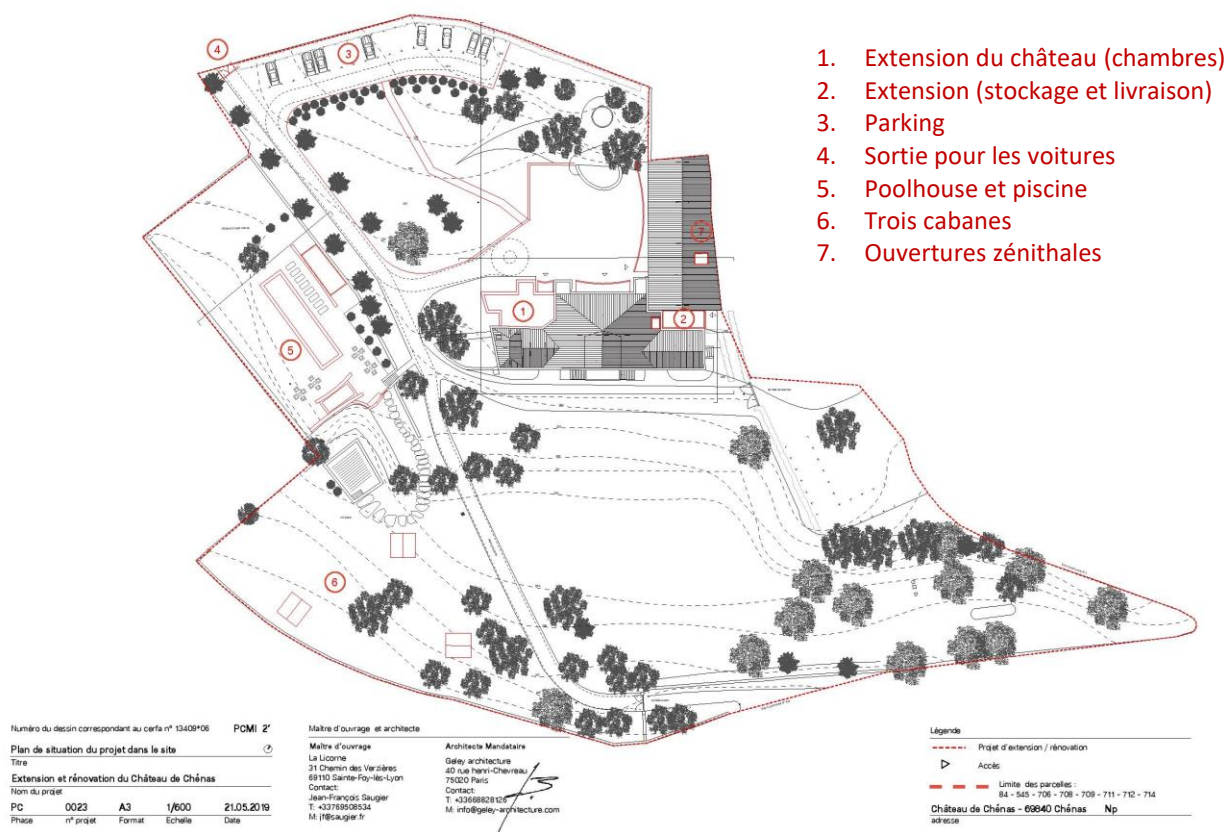 4
3
7
1
2
5
6
1. Extension du château (chambres)
2. Extension (stockage et livraison)
3. Parking
4. Sortie pour les voitures
5. Poolhouse et piscine
6. Trois cabanes
7. Ouvertures zénithales
Numéro du dessin correspondant au cerfa n° 13409*06 PCMI 2'
Plan de situation du projet dans le site
Titre
Extension et rénovation du Château de Chénas
Nom du projet
PC 0023 A3 1/600 21.05.2019
Phase n° projet Format Echelle Date
Maître d'ouvrage et architecte
Maître d'ouvrage
La Licorne
31 Chemin des Verzières
69110 Sainte-Foy-lès-Lyon
Contact:
Jean-François Saugier
T: +33769508534
M: jf@saugier.fr
Architecte Mandataire
Geley architecture
40 rue henri-Chevreau
75020 Paris
Contact:
T: +33668828126
M: info@geley-architecture.com
Légende
Projet d'extension / rénovation
Accès
Limite des parcelles :
84 - 545 - 706 - 708 - 709 - 711 - 712 - 714
Château de Chénas - 69840 Chénas Np
adresse